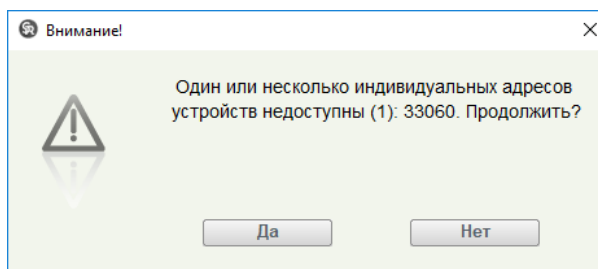 Внимание!
Один или несколько индивидуальных адресов
устройств недоступны (1): 33060. Продолжить?
Да
Нет